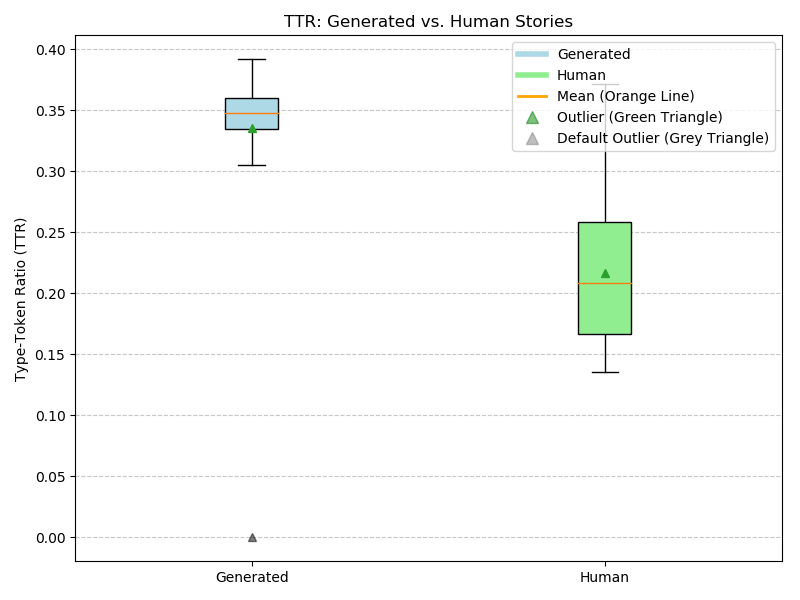 TTR: Generated vs. Human Stories
Generated
Human
Mean (Orange Line)
Outlier (Green Triangle)
Default Outlier (Grey Triangle)
Type-Token Ratio (TTR)
0.40
0.35
0.30
0.25
0.20
0.15
0.10
0.05
0.00
Generated
Human